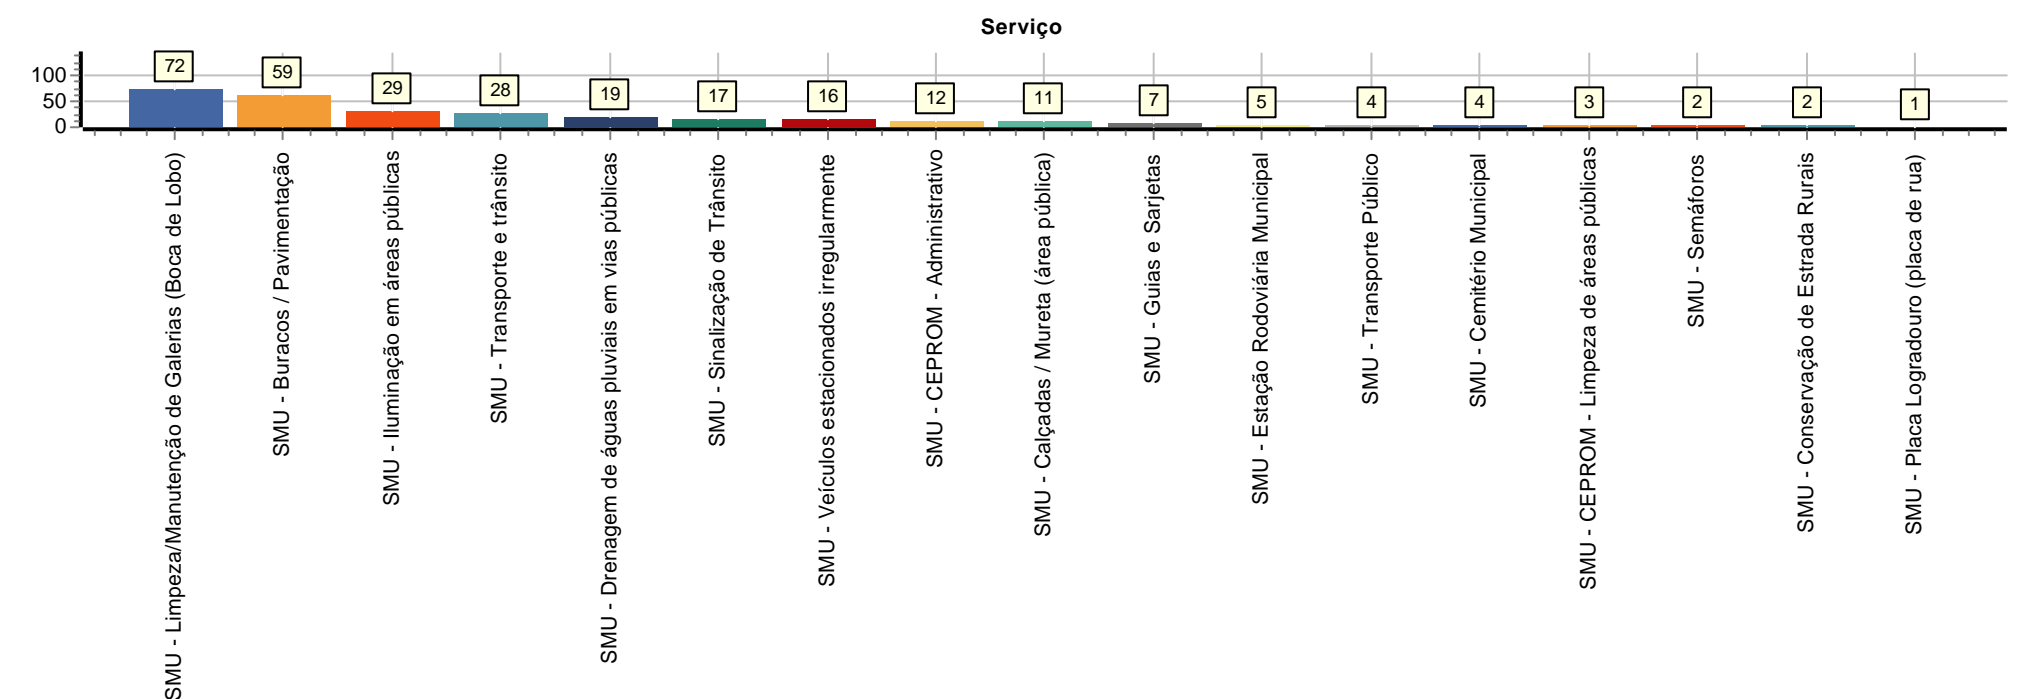 Serviço
100
50
0
72
59
29
28
19
17
16
12
11
7
5
4
4
3
2
2
1
SMU - Limpeza/Manutenção de Galerias (Boca de Lobo)
SMU - Buracos / Pavimentação
SMU - Iluminação em áreas públicas
SMU - Transporte e trânsito
SMU - Drenagem de águas pluviais em vias públicas
SMU - Sinalização de Trânsito
SMU - Veículos estacionados irregularmente
SMU - CEPROM - Administrativo
SMU - Calçadas / Mureta (área pública)
SMU - Guias e Sarjetas
SMU - Estação Rodoviária Municipal
SMU - Transporte Público
SMU - Cemitério Municipal
SMU - CEPROM - Limpeza de áreas públicas
SMU - Semáforos
SMU - Conservação de Estrada Rurais
SMU - Placa Logradouro (placa de rua)